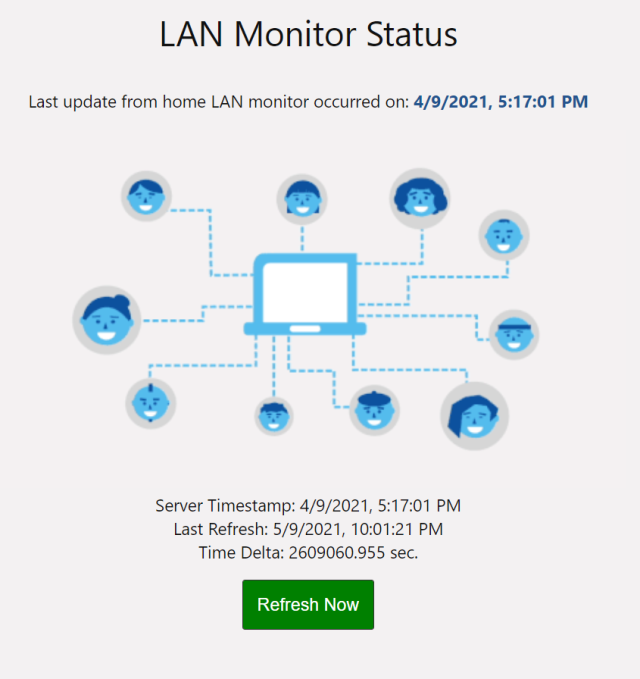 LAN Monitor Status
Last update from home LAN monitor occurred on: 4/9/2021, 5:17:01 PM
Server Timestamp: 4/9/2021, 5:17:01 PM
Last Refresh: 5/9/2021, 10:01:21 PM
Time Delta: 2609060.955 sec.
Refresh Now